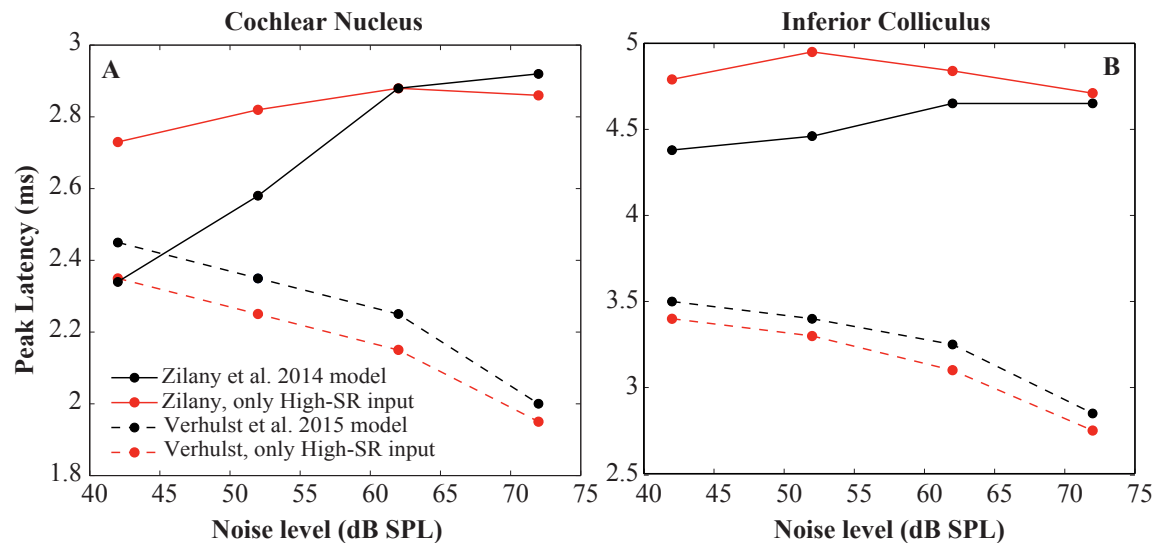 Cochlear Nucleus
Inferior Colliculus
A
B
Peak Latency (ms)
3
2.8
2.6
2.4
2.2
2
1.8
Zilany et al. 2014 model
Zilany, only High-SR input
Verhulst et al. 2015 model
Verhulst, only High-SR input
40 45 50 55 60 65 70 75
Noise level (dB SPL)
5
4.5
4
3.5
3
2.5
40 45 50 55 60 65 70 75
Noise level (dB SPL)